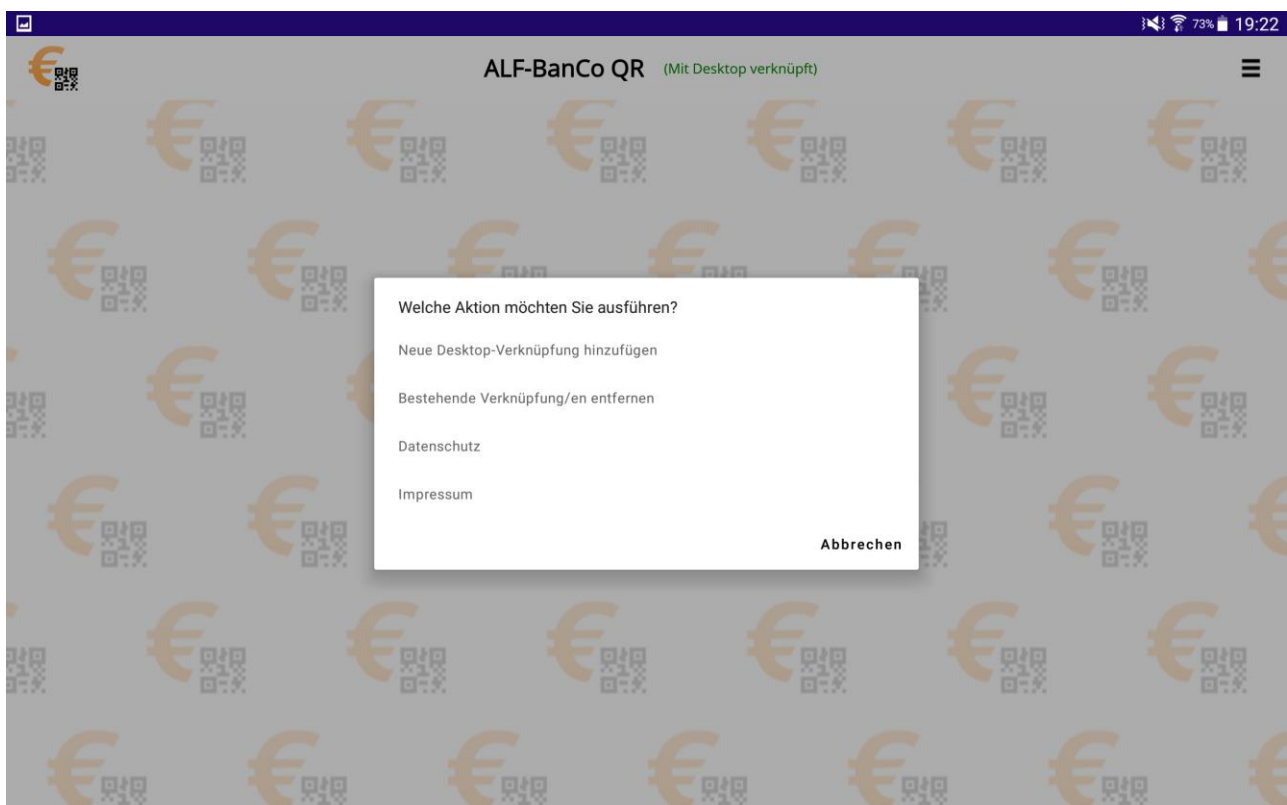 73% 19:22
ALF-BanCo QR (Mit Desktop verknüpft)
Welche Aktion möchten Sie ausführen?
Neue Desktop-Verknüpfung hinzufügen
Bestehende Verknüpfung/en entfernen
Datenschutz
Impressum
Abbrechen